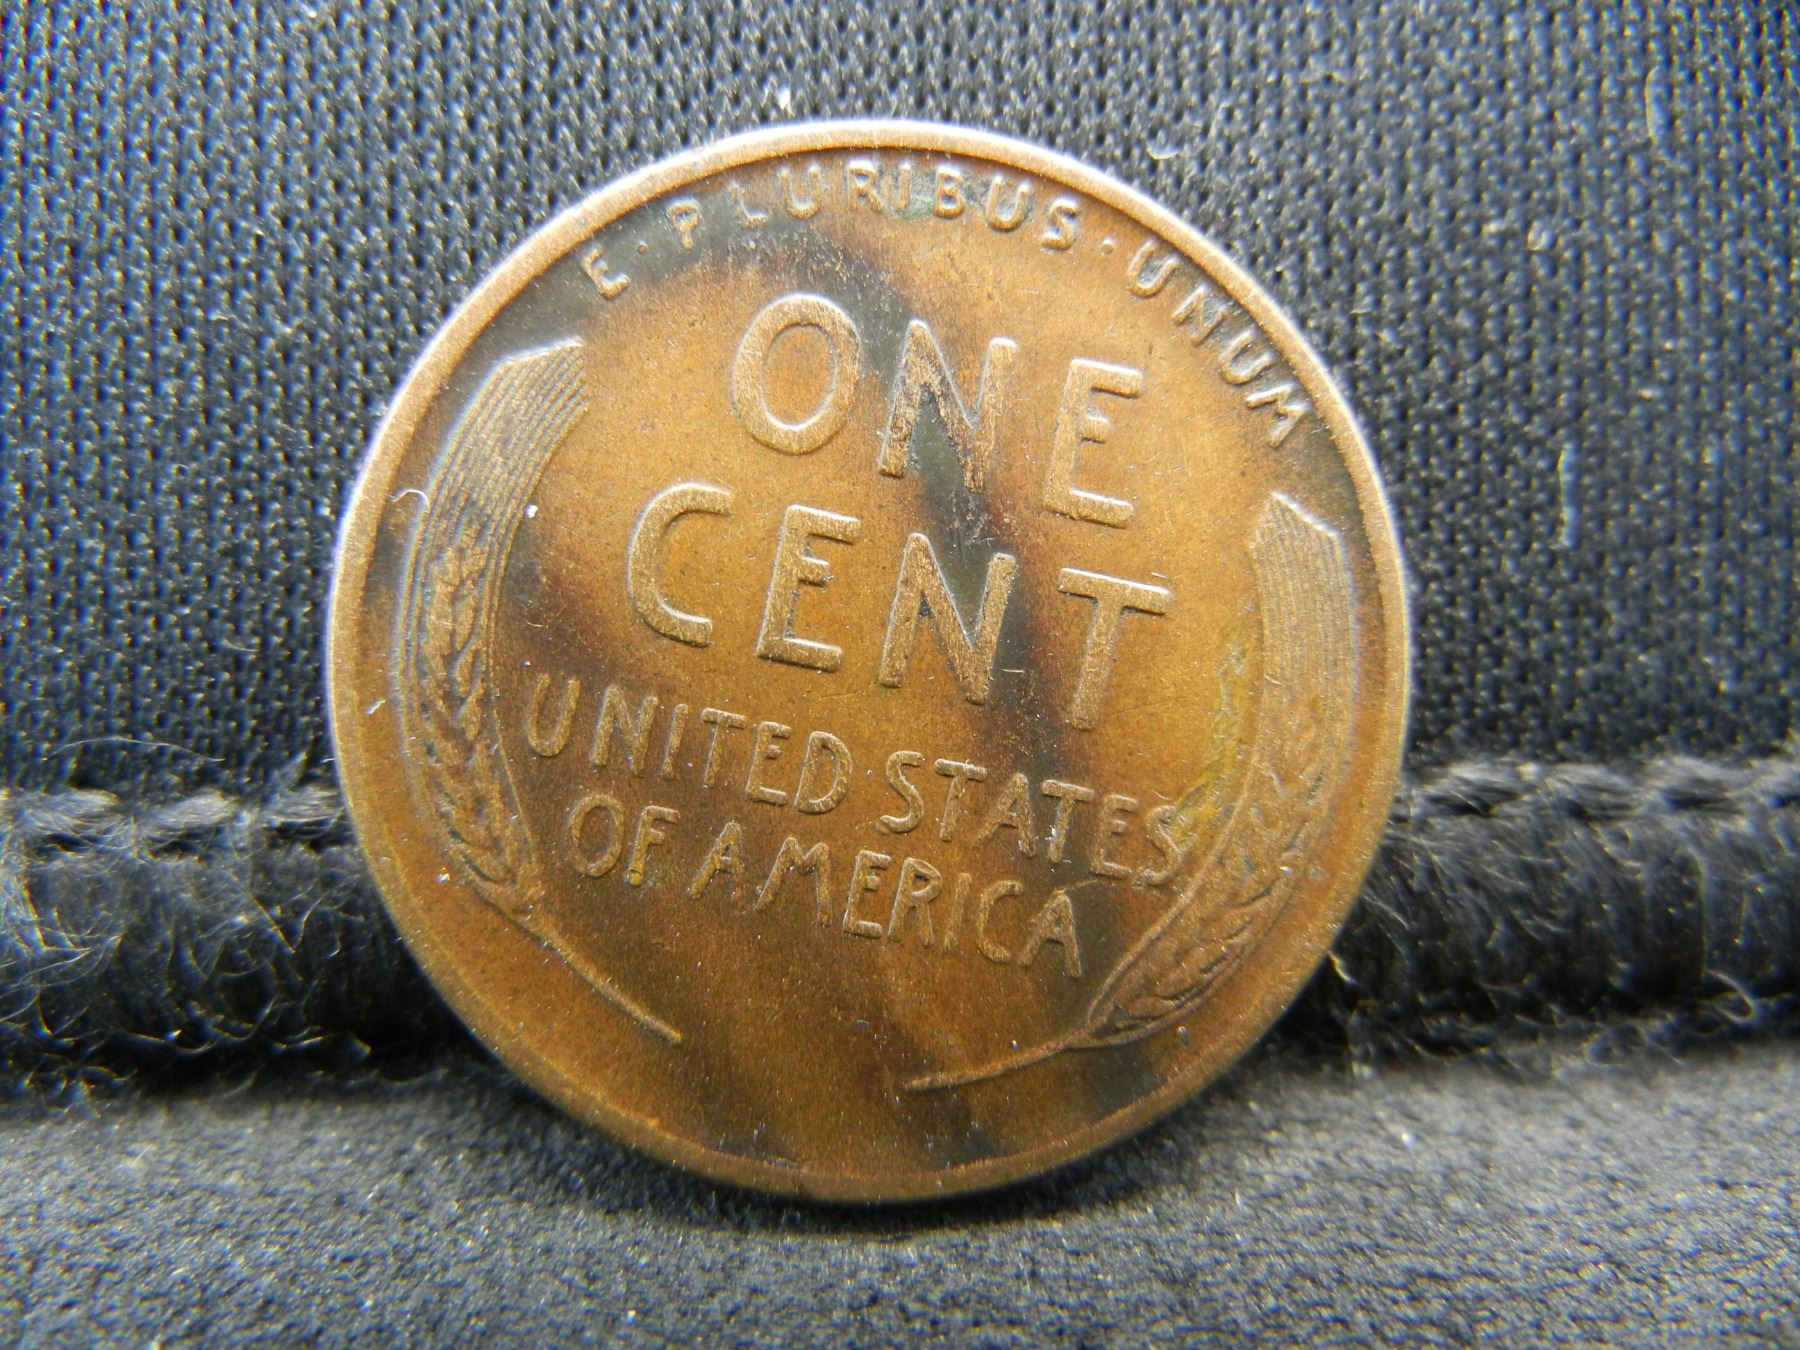 E·PLURIBUS·UNUM
ONE
CENT
UNITED STATES
OF AMERICA